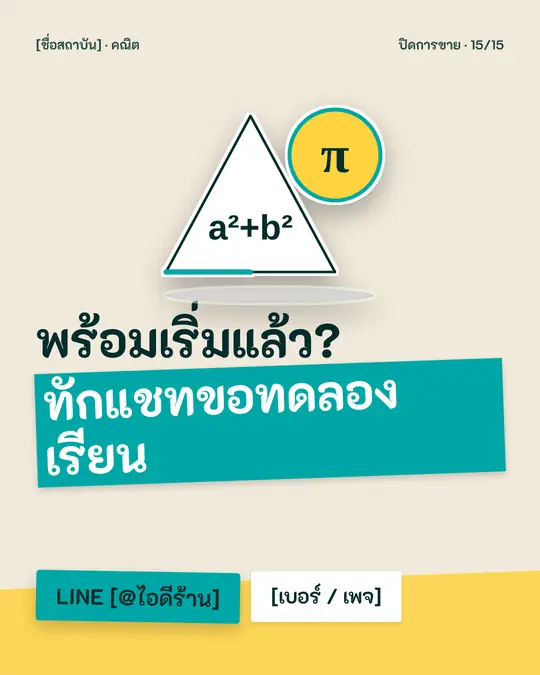 [ชื่อสถาบัน] · คณิต
ปิดการขาย · 15/15
π
a²+b²
พร้อมเริ่มแล้ว?
ทักแชทขอทดลอง
เรียน
LINE [@ไอดีร้าน]
[เบอร์ / เพจ]